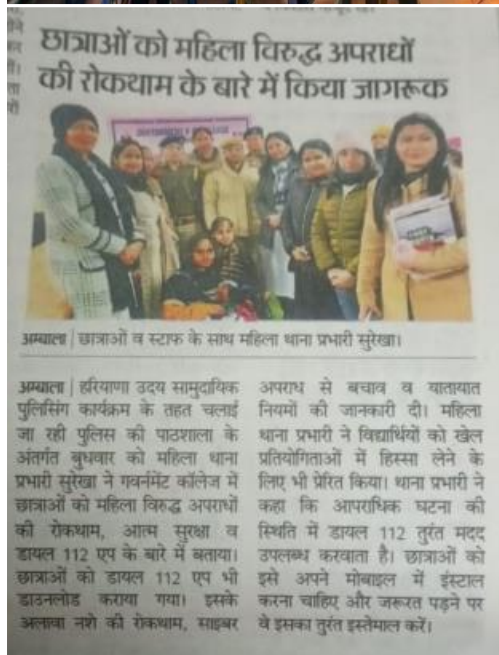 छात्राओं को महिला विरुद्ध अपराधों
की रोकथाम के बारे में किया जागरूक
अम्बाला | छात्राओं व स्टाफ के साथ महिला थाना प्रभारी सुरेखा।
अम्बाला | हरियाणा उदय सामुदायिक
पुलिसिंग कार्यक्रम के तहत चलाई
जा रही पुलिस की पाठशाला के
अंतर्गत बुधवार को महिला थाना
प्रभारी सुरेखा ने गवर्नमेंट कॉलेज में
छात्राओं को महिला विरुद्ध अपराधों
की रोकथाम, आत्म सुरक्षा व
डायल 112 एप के बारे में बताया।
छात्राओं को डायल 112 एप भी
डाउनलोड कराया गया। इसके
अलावा नशे की रोकथाम, साइबर
अपराध से बचाव व यातायात
नियमों की जानकारी दी। महिला
थाना प्रभारी ने विद्यार्थियों को खेल
प्रतियोगिताओं में हिस्सा लेने के
लिए भी प्रेरित किया। थाना प्रभारी ने
कहा कि आपराधिक घटना की
स्थिति में डायल 112 तुरंत मदद
उपलब्ध करवाता है। छात्राओं को
इसे अपने मोबाइल में इंस्टाल
करना चाहिए और जरूरत पड़ने पर
वे इसका तुरंत इस्तेमाल करें।